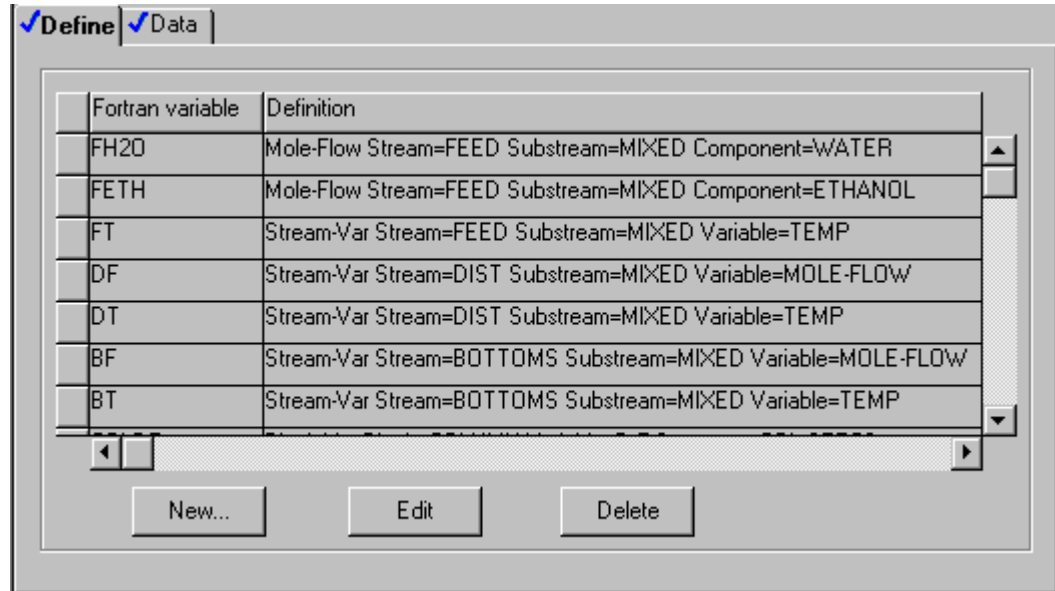 Define Data
Fortran variable Definition
FH2O Mole-Flow Stream=FEED Substream=MIXED Component=WATER
FETH Mole-Flow Stream=FEED Substream=MIXED Component=ETHANOL
FT Stream-Var Stream=FEED Substream=MIXED Variable=TEMP
DF Stream-Var Stream=DIST Substream=MIXED Variable=MOLE-FLOW
DT Stream-Var Stream=DIST Substream=MIXED Variable=TEMP
BF Stream-Var Stream=BOTTOMS Substream=MIXED Variable=MOLE-FLOW
BT Stream-Var Stream=BOTTOMS Substream=MIXED Variable=TEMP
New... Edit Delete